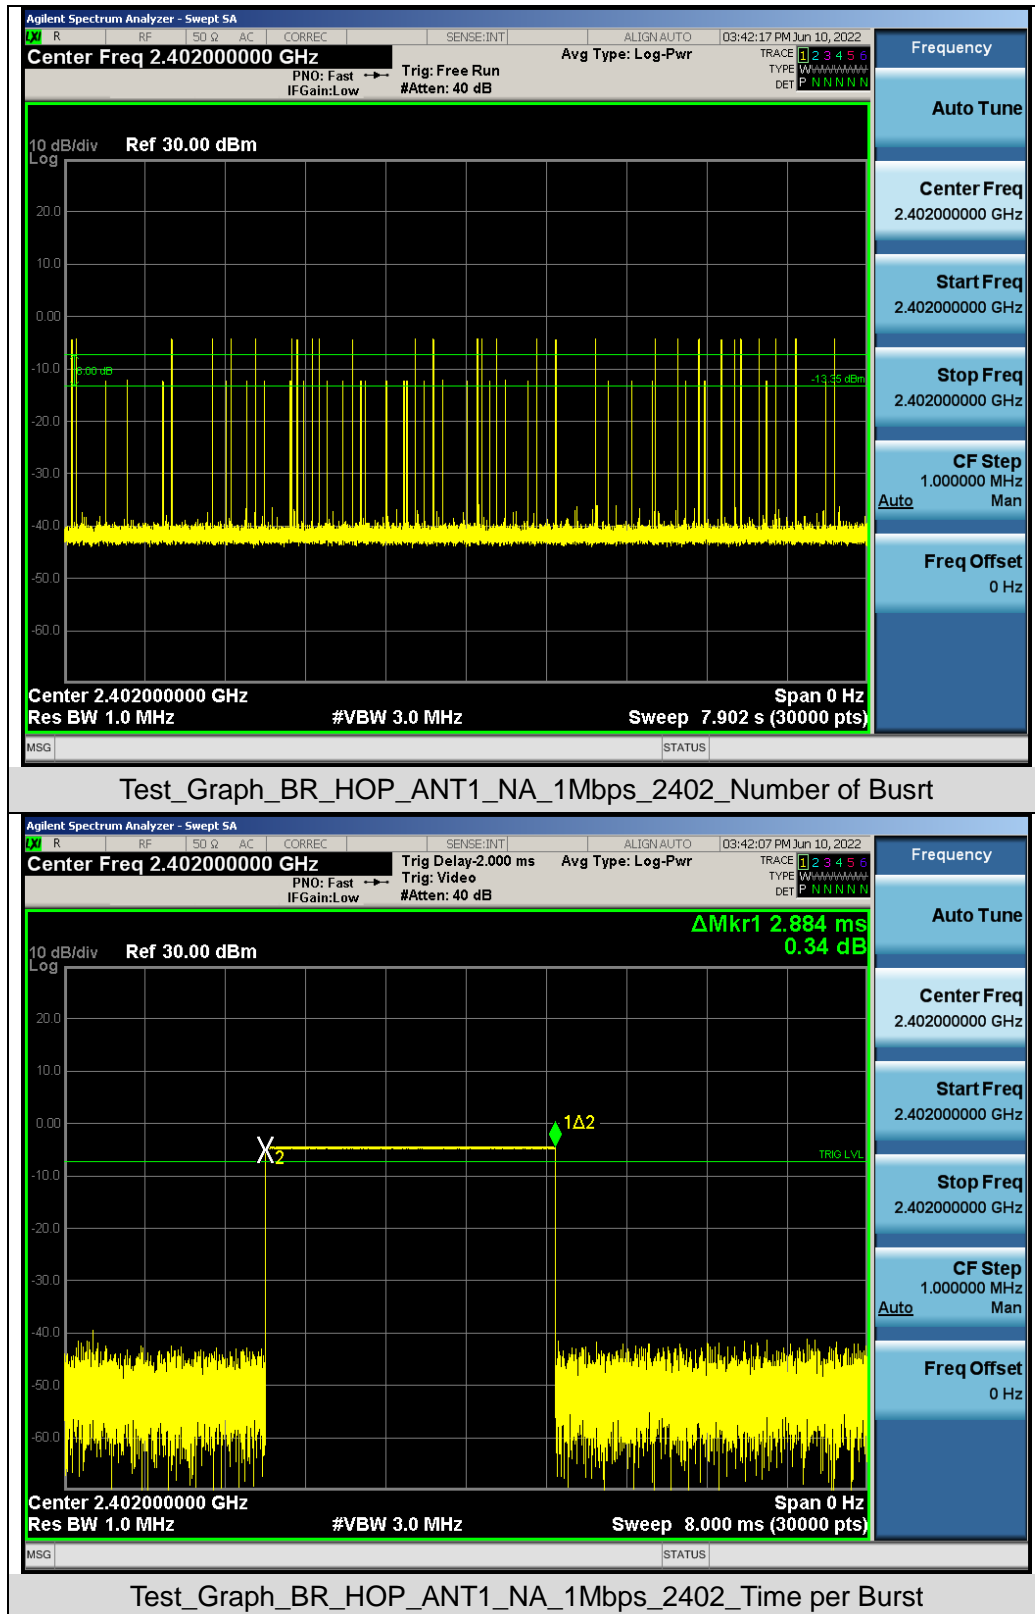 Agilent Spectrum Analyzer - Swept SA
LXI R RF 50 Ω AC CORREC SENSE:INT ALIGN AUTO 03:42:17 PM Jun 10, 2022
Center Freq 2.402000000 GHz
PNO: Fast
IFGain:Low
Trig: Free Run
#Atten: 40 dB
Avg Type: Log-Pwr
TRACE 1 2 3 4 5 6
TYPE WWWWWW
DET P N N N N N
10 dB/div Ref 30.00 dBm
Log
20.0
10.0
0.00
-10.0
-20.0
-30.0
-40.0
-50.0
-60.0
-13.35 dBm
Center 2.402000000 GHz Span 0 Hz
Res BW 1.0 MHz #VBW 3.0 MHz Sweep 7.902 s (30000 pts)
MSG STATUS
Frequency
Auto Tune
Center Freq
2.402000000 GHz
Start Freq
2.402000000 GHz
Stop Freq
2.402000000 GHz
CF Step
1.000000 MHz
Auto Man
Freq Offset
0 Hz
Test_Graph_BR_HOP_ANT1_NA_1Mbps_2402_Number of Busrt
Agilent Spectrum Analyzer - Swept SA
LXI R RF 50 Ω AC CORREC SENSE:INT ALIGN AUTO 03:42:07 PM Jun 10, 2022
Center Freq 2.402000000 GHz
PNO: Fast
IFGain:Low
Trig Delay-2.000 ms
Trig: Video
#Atten: 40 dB
Avg Type: Log-Pwr
TRACE 1 2 3 4 5 6
TYPE WWWWWW
DET P N N N N N
ΔMkr1 2.884 ms
0.34 dB
10 dB/div Ref 30.00 dBm
Log
20.0
10.0
0.00
-10.0
-20.0
-30.0
-40.0
-50.0
-60.0
1Δ2
X2
TRIG LVL
Center 2.402000000 GHz Span 0 Hz
Res BW 1.0 MHz #VBW 3.0 MHz Sweep 8.000 ms (30000 pts)
MSG STATUS
Frequency
Auto Tune
Center Freq
2.402000000 GHz
Start Freq
2.402000000 GHz
Stop Freq
2.402000000 GHz
CF Step
1.000000 MHz
Auto Man
Freq Offset
0 Hz
Test_Graph_BR_HOP_ANT1_NA_1Mbps_2402_Time per Burst